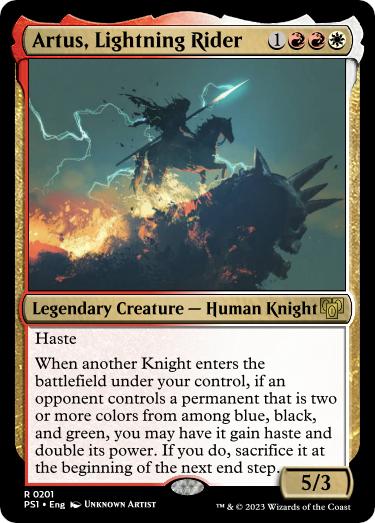 Artus, Lightning Rider 1
Legendary Creature — Human Knight
Haste
When another Knight enters the
battlefield under your control, if an
opponent controls a permanent that is two
or more colors from among blue, black,
and green, you may have it gain haste and
double its power. If you do, sacrifice it at
the beginning of the next end step.
5/3
R 0201
PS1 • Eng Unknown Artist
™ & © 2023 Wizards of the Coast